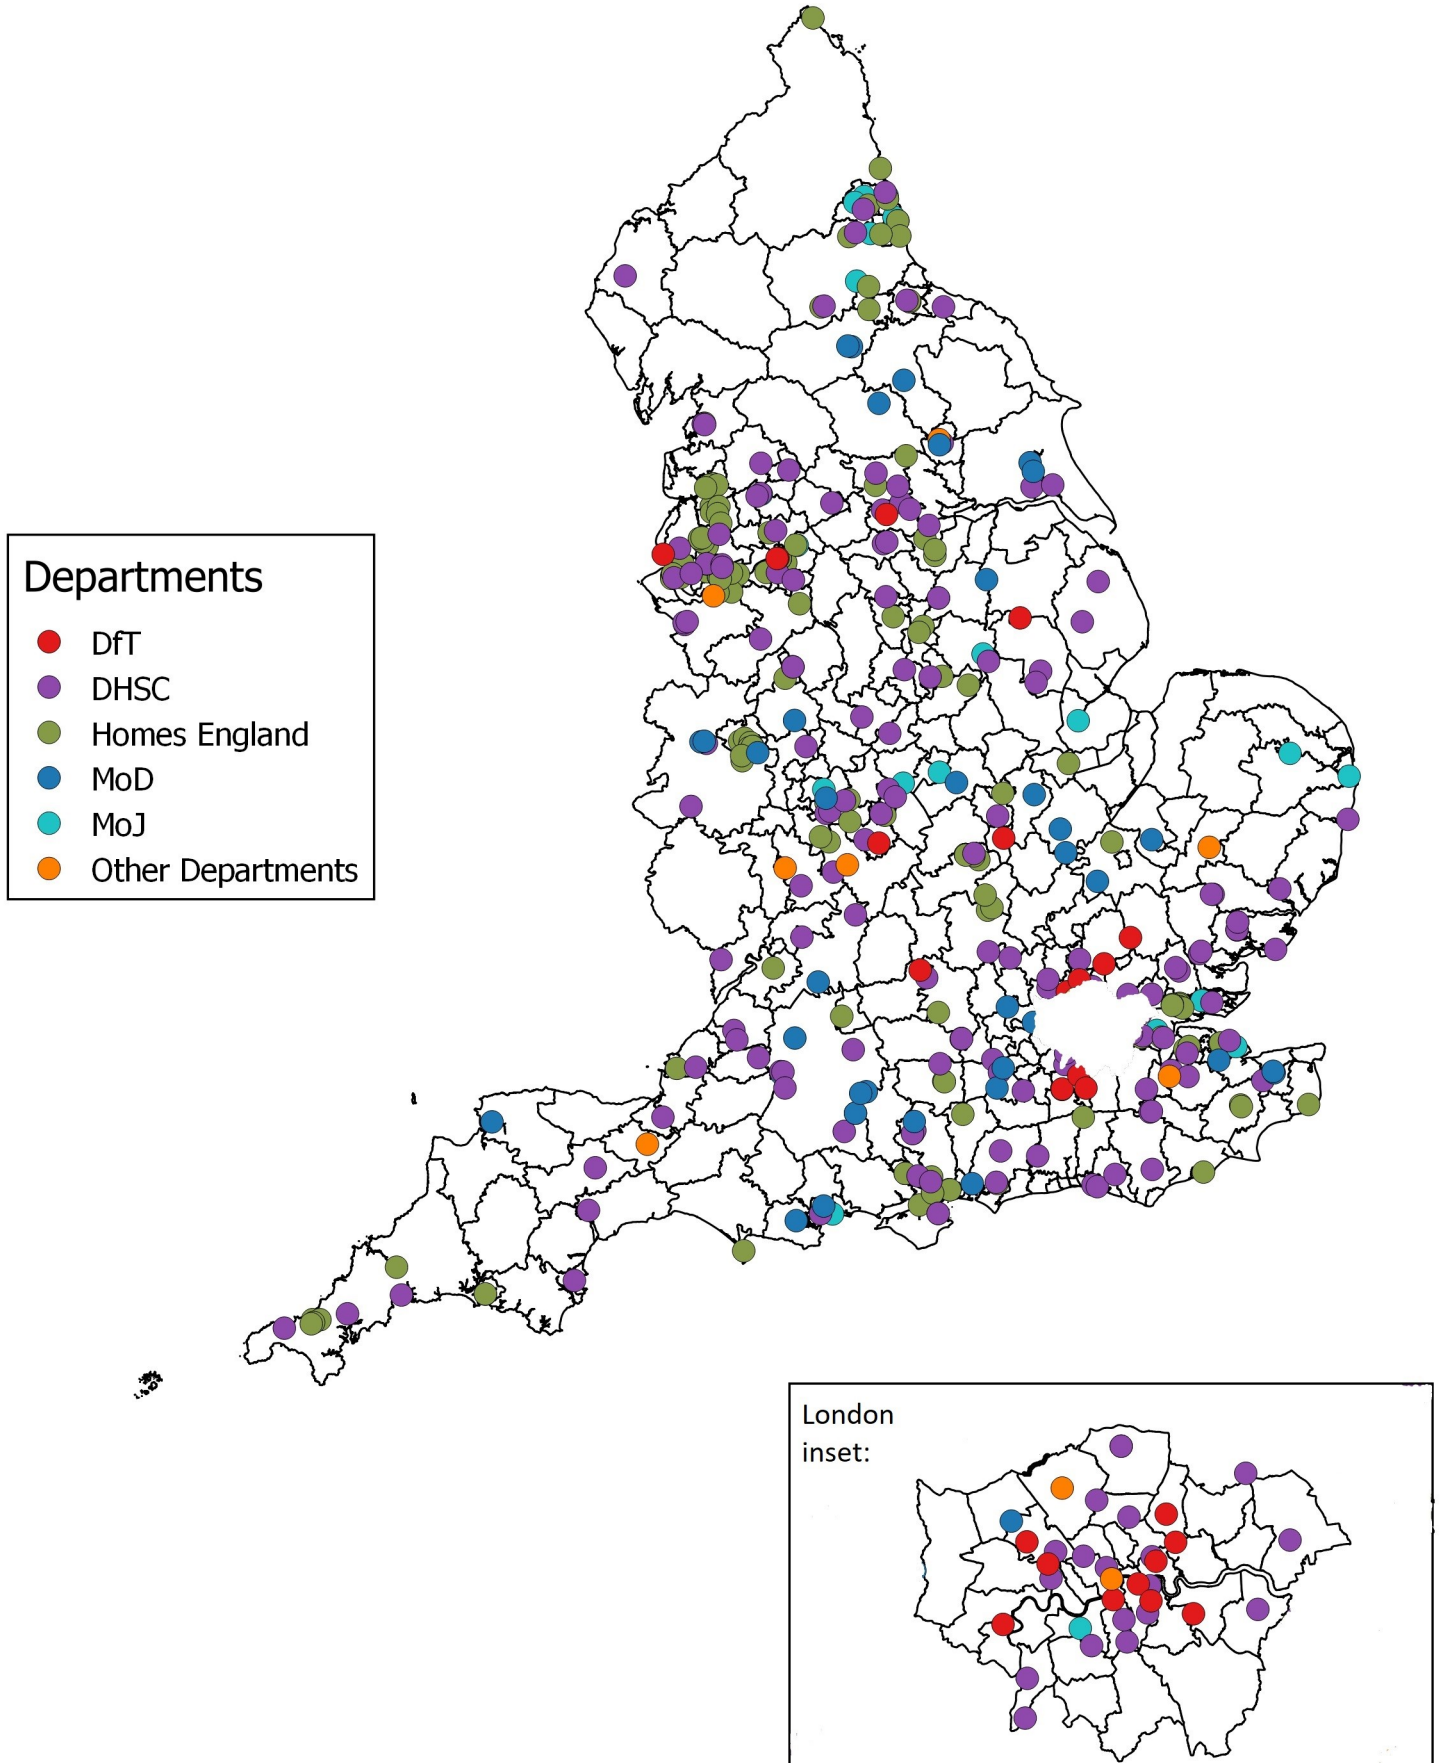 Departments
DfT
DHSC
Homes England
MoD
MoJ
Other Departments
London
inset: